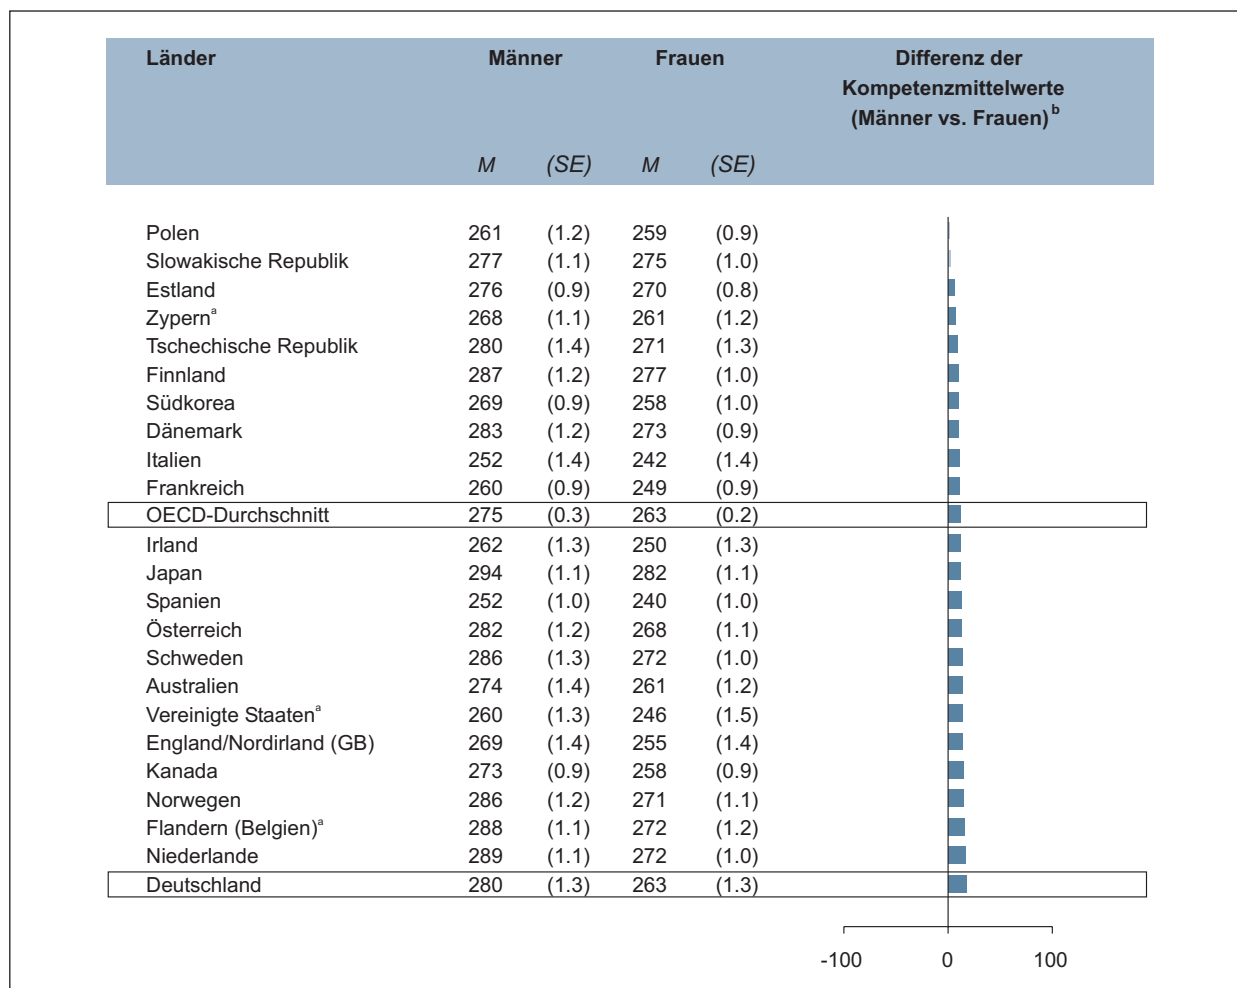 Länder Männer Frauen Differenz der
Kompetenzmittelwerte
(Männer vs. Frauen) b
M (SE) M (SE)
Polen 261 (1.2) 259 (0.9)
Slowakische Republik 277 (1.1) 275 (1.0)
Estland 276 (0.9) 270 (0.8)
Zypern a 268 (1.1) 261 (1.2)
Tschechische Republik 280 (1.4) 271 (1.3)
Finnland 287 (1.2) 277 (1.0)
Südkorea 269 (0.9) 258 (1.0)
Dänemark 283 (1.2) 273 (0.9)
Italien 252 (1.4) 242 (1.4)
Frankreich 260 (0.9) 249 (0.9)
OECD-Durchschnitt 275 (0.3) 263 (0.2)
Irland 262 (1.3) 250 (1.3)
Japan 294 (1.1) 282 (1.1)
Spanien 252 (1.0) 240 (1.0)
Österreich 282 (1.2) 268 (1.1)
Schweden 286 (1.3) 272 (1.0)
Australien 274 (1.4) 261 (1.2)
Vereinigte Staaten a 260 (1.3) 246 (1.5)
England/Nordirland (GB) 269 (1.4) 255 (1.4)
Kanada 273 (0.9) 258 (0.9)
Norwegen 286 (1.2) 271 (1.1)
Flandern (Belgien) a 288 (1.1) 272 (1.2)
Niederlande 289 (1.1) 272 (1.0)
Deutschland 280 (1.3) 263 (1.3)
-100 0 100